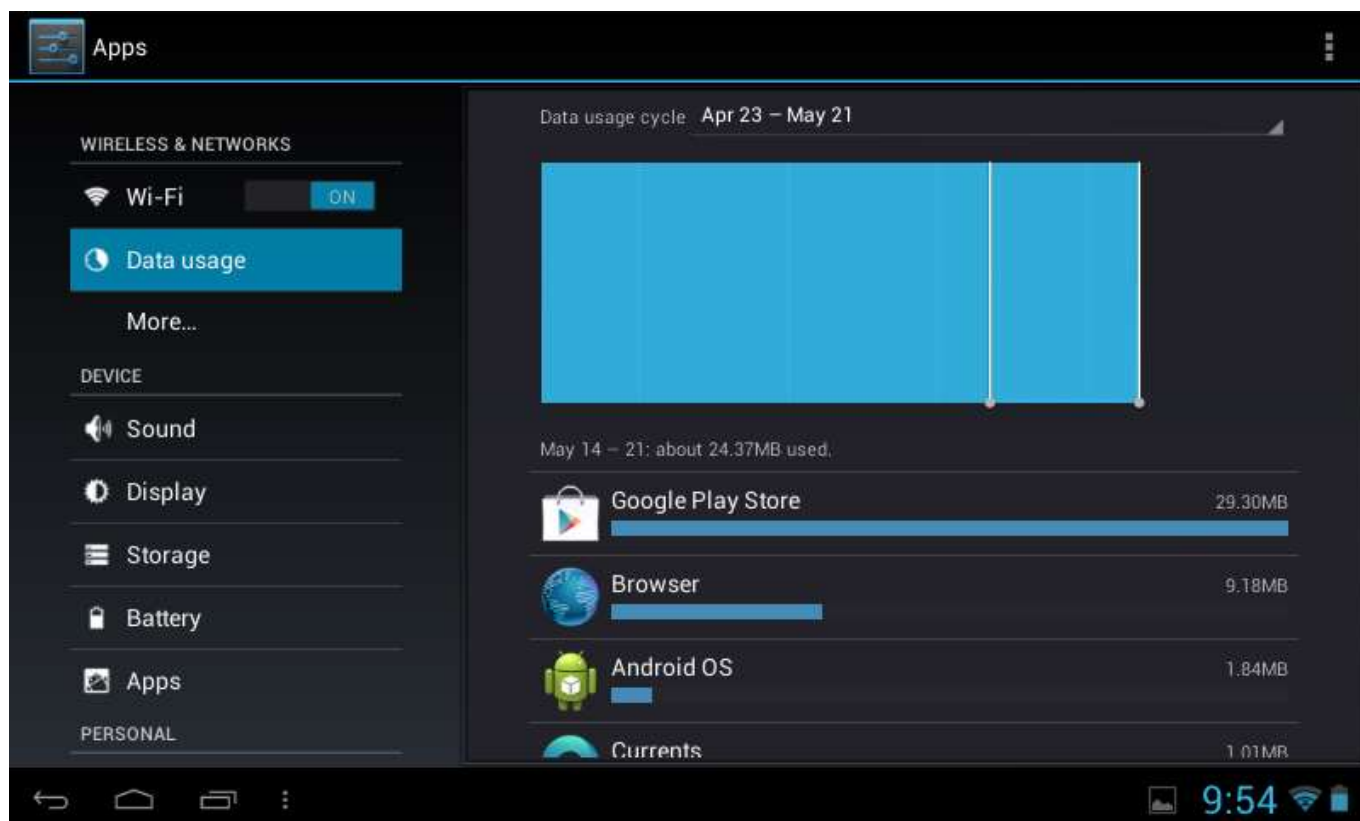 Apps
WIRELESS & NETWORKS
Wi-Fi ON
Data usage
More...
DEVICE
Sound
Display
Storage
Battery
Apps
PERSONAL
Data usage cycle Apr 23 – May 21
May 14 – 21: about 24.37MB used.
Google Play Store 29.30MB
Browser 9.18MB
Android OS 1.84MB
Currents 1.01MB
9:54